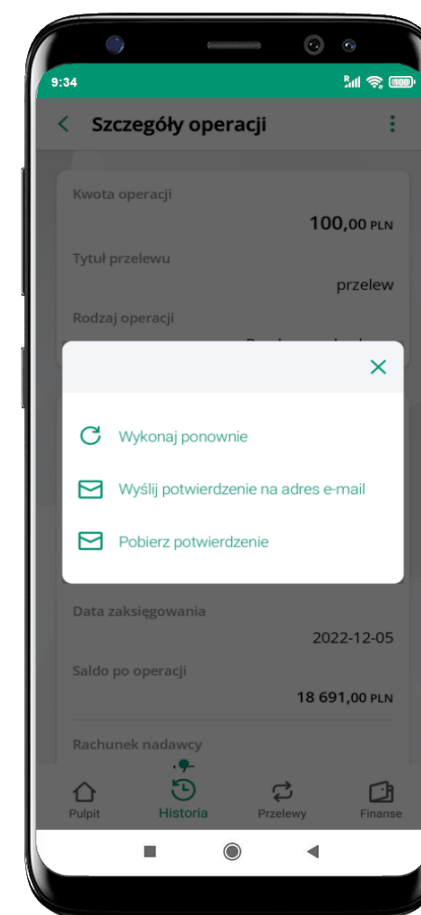 9:34
R
100
Szczegóły operacji
Kwota operacji
100,00 PLN
Tytuł przelewu
przelew
Rodzaj operacji
Wykonaj ponownie
Wyślij potwierdzenie na adres e-mail
Pobierz potwierdzenie
Data zaksięgowania
2022-12-05
Saldo po operacji
18 691,00 PLN
Rachunek nadawcy
Pulpit Historia Przelewy Finanse